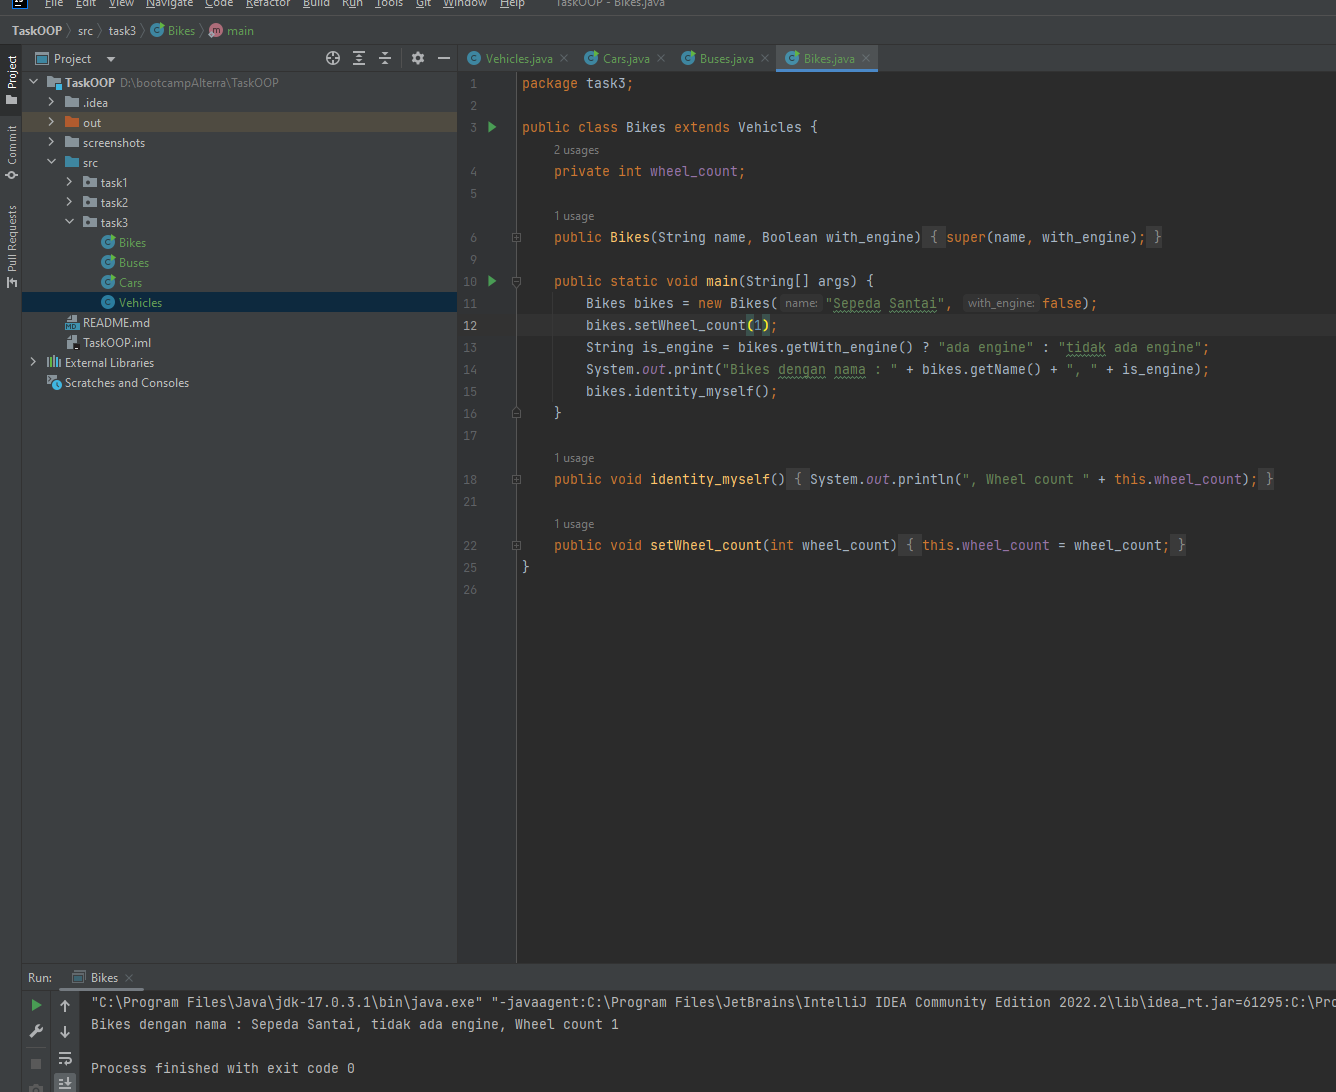 File Edit View Navigate Code Refactor Build Run Tools Git Window Help TaskOOP - Bikes.java
TaskOOP src task3 Bikes main
Project
Commit
Pull Requests
Project
TaskOOP D:\bootcampAlterra\TaskOOP
.idea
out
screenshots
src
task1
task2
task3
Bikes
Buses
Cars
Vehicles
README.md
TaskOOP.iml
External Libraries
Scratches and Consoles
Vehicles.java Cars.java Buses.java Bikes.java
1 package task3;
2
3 public class Bikes extends Vehicles {
2 usages
4 private int wheel_count;
5
1 usage
6 public Bikes(String name, Boolean with_engine) { super(name, with_engine); }
9
10 public static void main(String[] args) {
11 Bikes bikes = new Bikes( name: "Sepeda Santai", with_engine: false);
12 bikes.setWheel_count(1);
13 String is_engine = bikes.getWith_engine() ? "ada engine" : "tidak ada engine";
14 System.out.print("Bikes dengan nama : " + bikes.getName() + ", " + is_engine);
15 bikes.identity_myself();
16 }
17
1 usage
18 public void identity_myself() { System.out.println(", Wheel count " + this.wheel_count); }
21
1 usage
22 public void setWheel_count(int wheel_count) { this.wheel_count = wheel_count; }
25 }
26
Run: Bikes
"C:\Program Files\Java\jdk-17.0.3.1\bin\java.exe" "-javaagent:C:\Program Files\JetBrains\IntelliJ IDEA Community Edition 2022.2\lib\idea_rt.jar=61295:C:\Pro
Bikes dengan nama : Sepeda Santai, tidak ada engine, Wheel count 1
Process finished with exit code 0